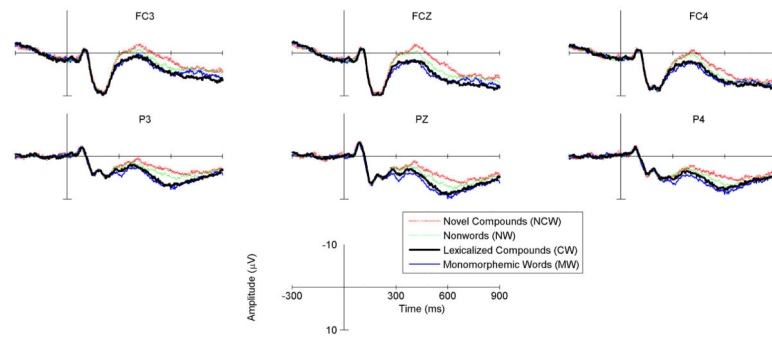 FC3
FCZ
FC4
P3
PZ
P4
Novel Compounds (NCW)
Nonwords (NW)
Lexicalized Compounds (CW)
Monomorphemic Words (MW)
Amplitude (μV)
-10
10
-300
300
600
900
Time (ms)